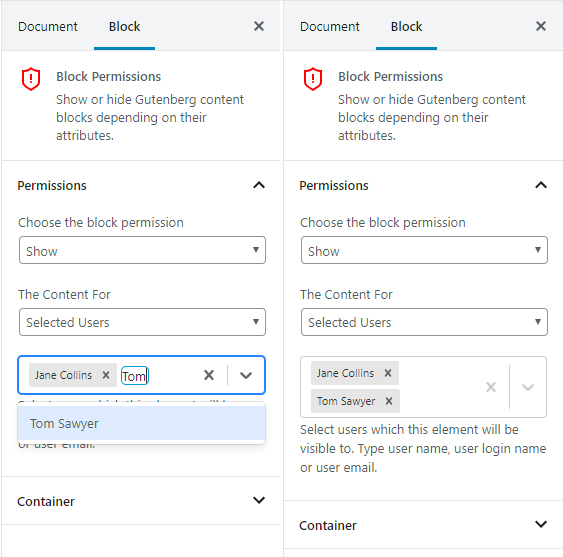 Document Block ×
Block Permissions
Show or hide Gutenberg content
blocks depending on their
attributes.
Permissions
Choose the block permission
Show
The Content For
Selected Users
Jane Collins × Tom ×
Tom Sawyer
or user email.
Container
Document Block ×
Block Permissions
Show or hide Gutenberg content
blocks depending on their
attributes.
Permissions
Choose the block permission
Show
The Content For
Selected Users
Jane Collins ×
Tom Sawyer ×
Select users which this element will be
visible to. Type user name, user login name
or user email.
Container